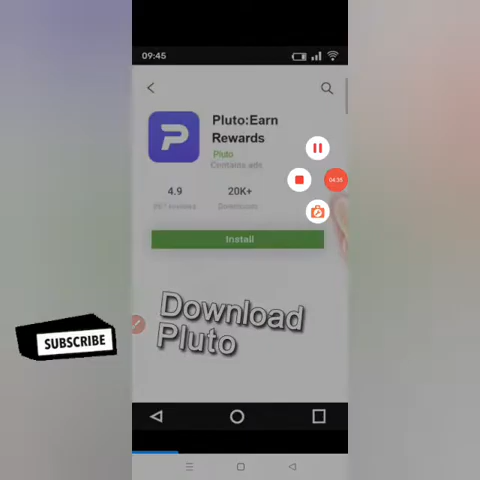 09:45
Pluto:Earn
Rewards
Pluto
Contains ads
4.9
20K+
Downloads
Install
Download
Pluto
SUBSCRIBE